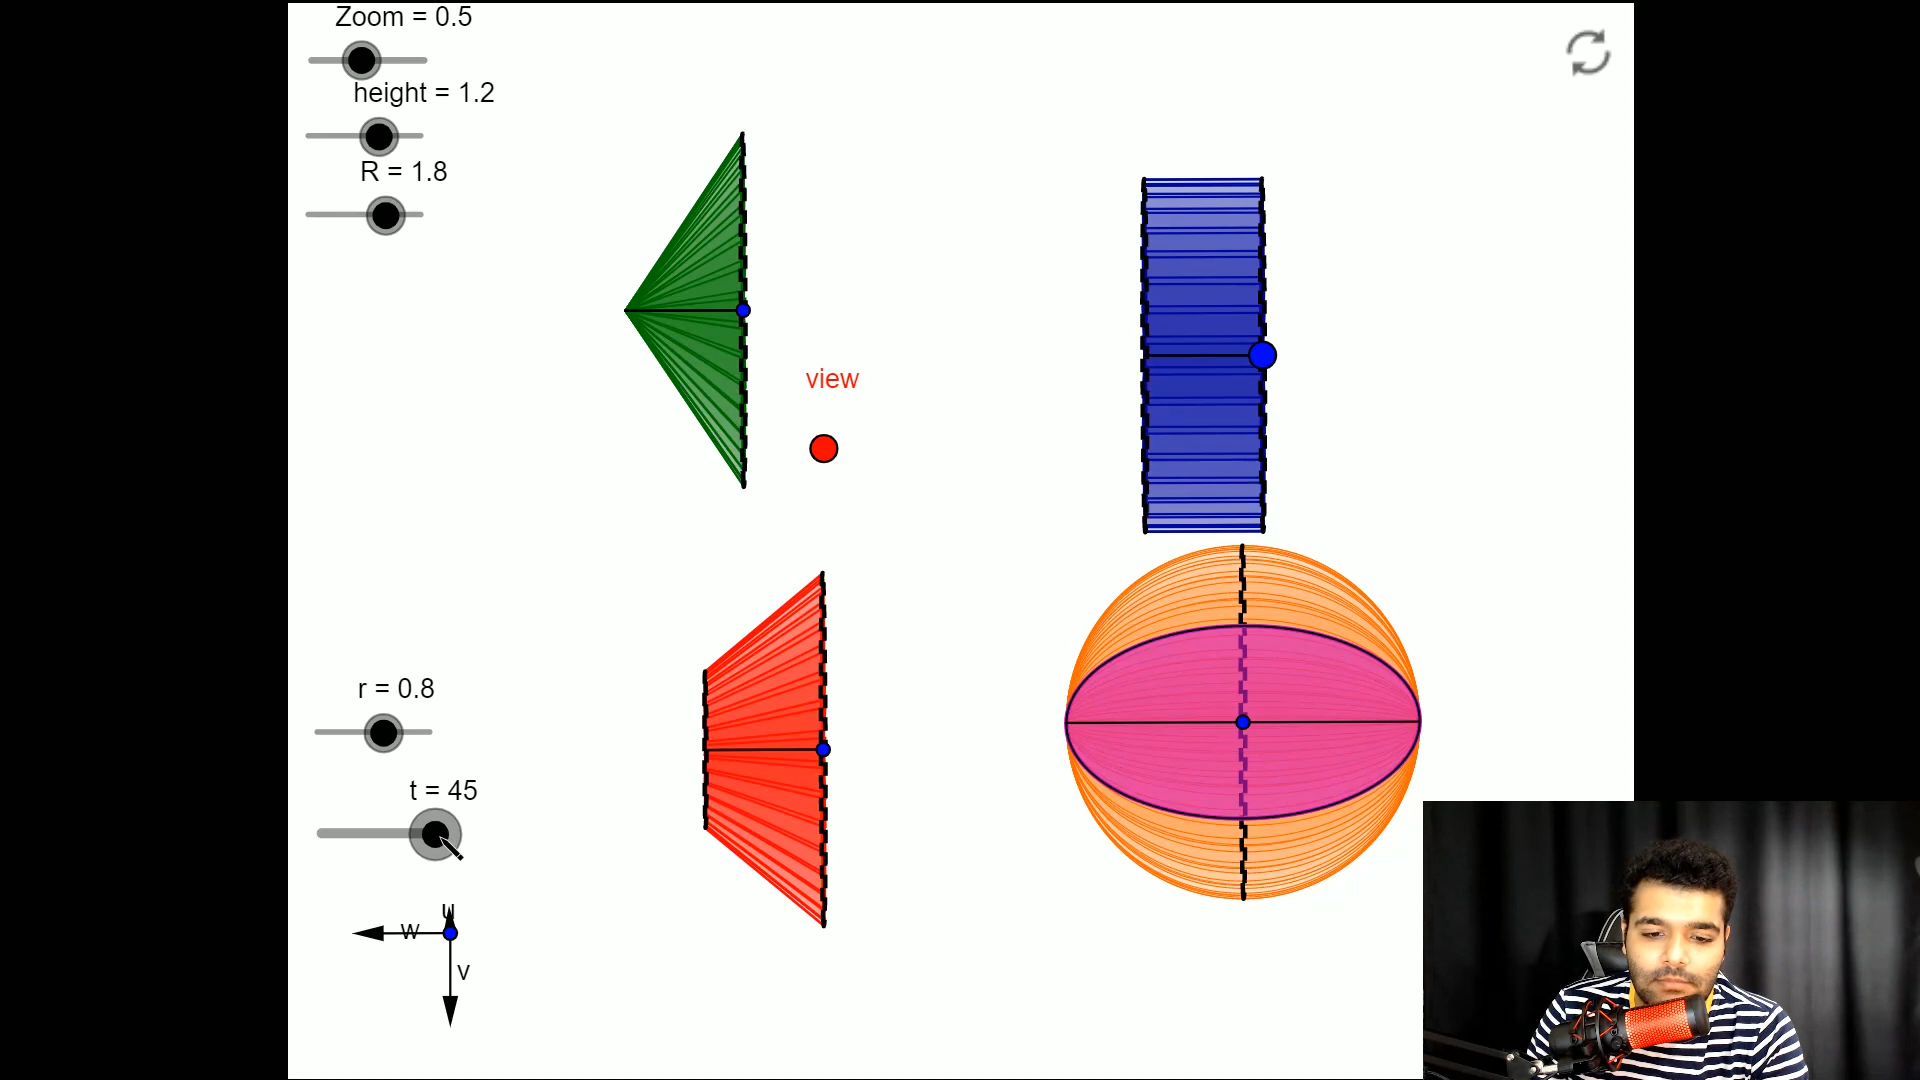 Zoom = 0.5
height = 1.2
R = 1.8
view
r = 0.8
t = 45
u
w
v